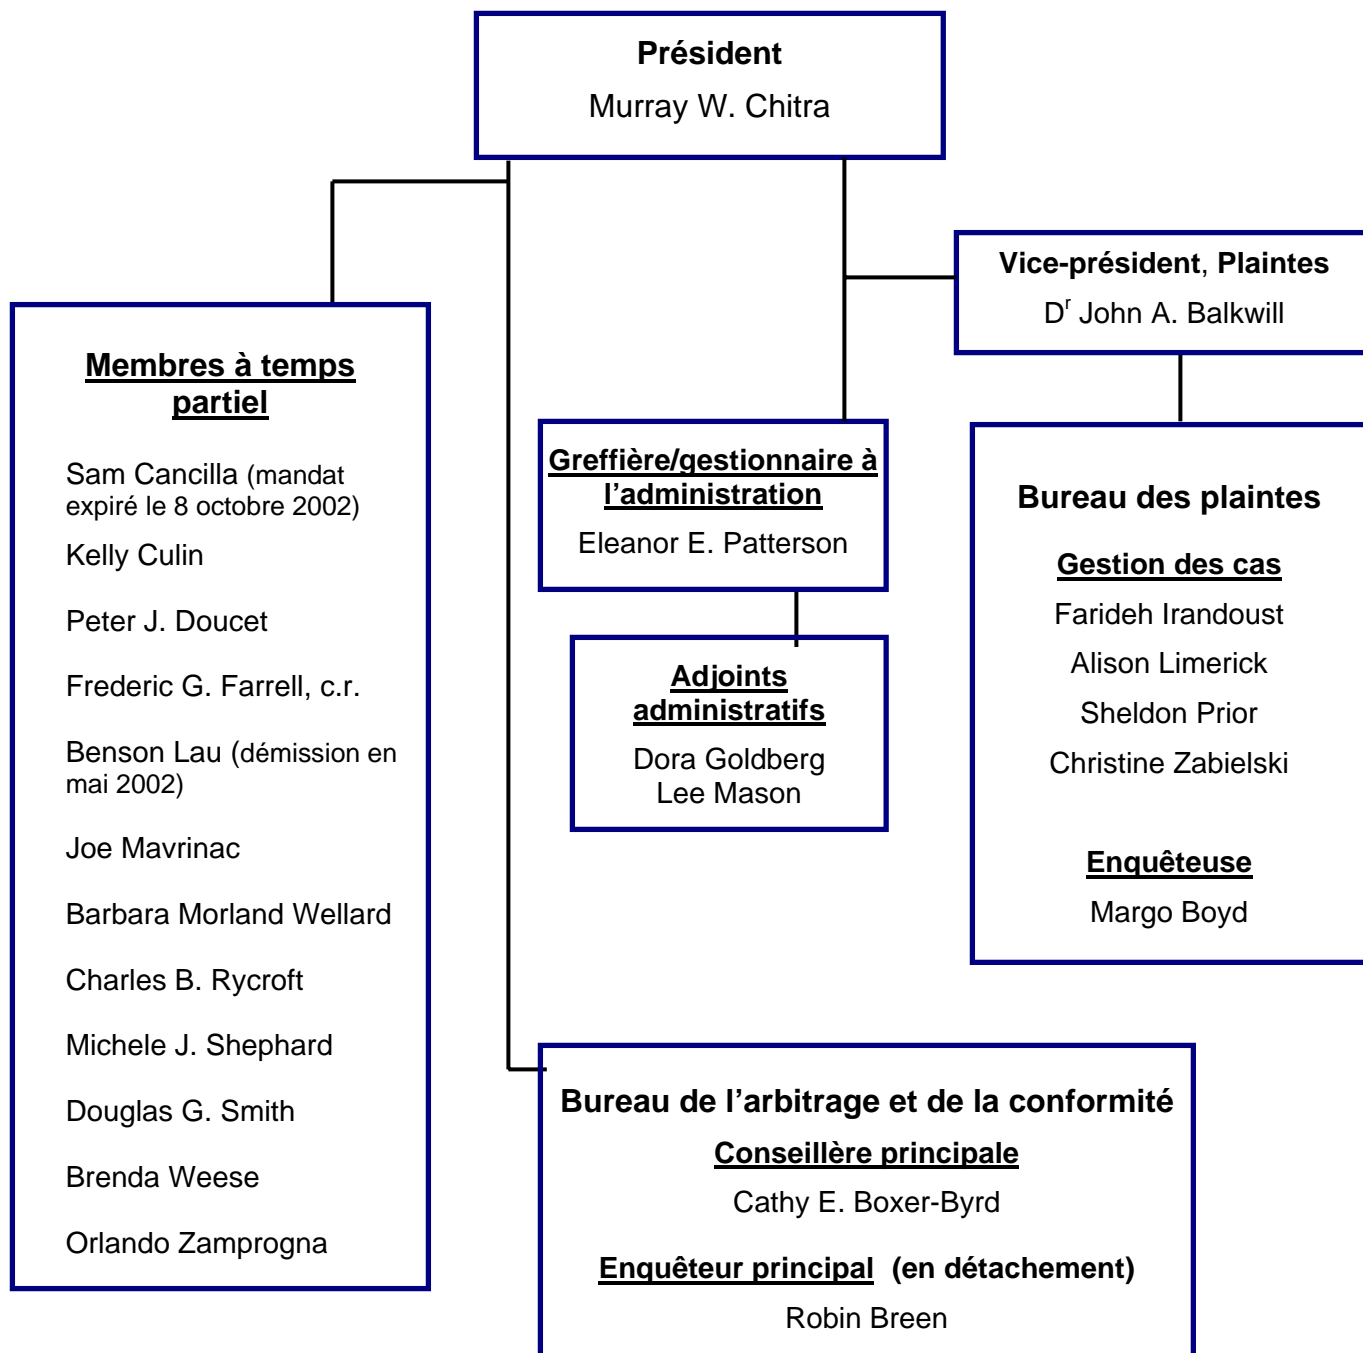 Président
Murray W. Chitra
Vice-président, Plaintes
Dr John A. Balkwill
Membres à temps
partiel
Sam Cancilla (mandat
expiré le 8 octobre 2002)
Kelly Culin
Peter J. Doucet
Frederic G. Farrell, c.r.
Benson Lau (démission en
mai 2002)
Joe Mavrinac
Barbara Morland Wellard
Charles B. Rycroft
Michele J. Shephard
Douglas G. Smith
Brenda Weese
Orlando Zamprogna
Greffière/gestionnaire à
l’administration
Eleanor E. Patterson
Adjoints
administratifs
Dora Goldberg
Lee Mason
Bureau des plaintes
Gestion des cas
Farideh Irandoust
Alison Limerick
Sheldon Prior
Christine Zabielski
Enquêteuse
Margo Boyd
Bureau de l’arbitrage et de la conformité
Conseillère principale
Cathy E. Boxer-Byrd
Enquêteur principal (en détachement)
Robin Breen